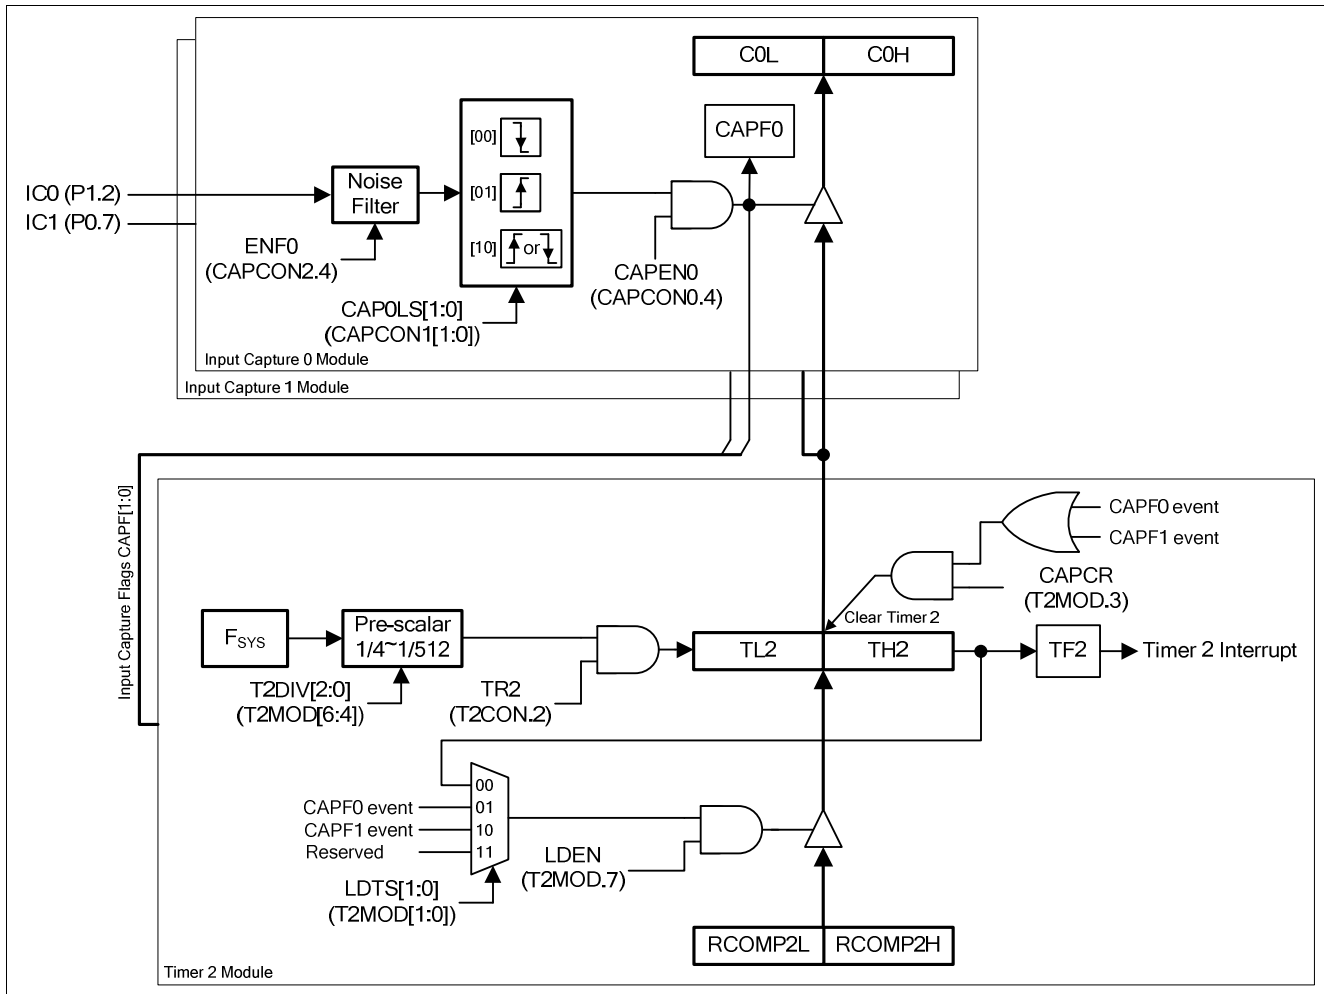 C0L
C0H
CAPF0
[00]
IC0 (P1.2)
Noise
Filter
[01]
IC1 (P0.7)
ENF0
(CAPCON2.4)
[10]
or
CAPEN0
(CAPCON0.4)
CAP0LS[1:0]
(CAPCON1[1:0])
Input Capture 0 Module
Input Capture 1 Module
Input Capture Flags CAPF[1:0]
CAPF0 event
CAPF1 event
CAPCR
(T2MOD.3)
Clear Timer 2
FSYS
Pre-scalar
1/4~1/512
TL2
TH2
TF2
Timer 2 Interrupt
T2DIV[2:0]
(T2MOD[6:4])
TR2
(T2CON.2)
00
CAPF0 event
01
CAPF1 event
10
Reserved
11
LDEN
(T2MOD.7)
LDTS[1:0]
(T2MOD[1:0])
RCOMP2L
RCOMP2H
Timer 2 Module